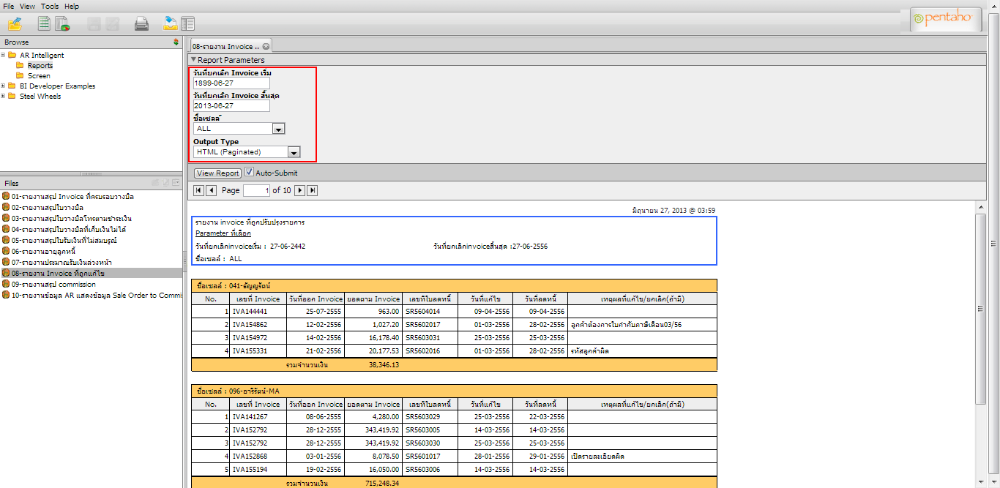 File View Tools Help
pentaho
Browse
AR Intelligent
Reports
Screen
BI Developer Examples
Steel Wheels
Files
01-รายงานสรุป Invoice ที่ครบรอบวางบิล
02-รายงานสรุปใบวางบิล
03-รายงานสรุปใบวางบิลโทรตามชำระเงิน
04-รายงานสรุปใบวางบิลที่เก็บเงินไม่ได้
05-รายงานสรุปใบรับเงินที่ไม่สมบูรณ์
06-รายงานอายุลูกหนี้
07-รายงานประมาณรับเงินล่วงหน้า
08-รายงาน Invoice ที่ถูกแก้ไข
09-รายงานสรุป commission
10-รายงานข้อมูล AR แสดงข้อมูล Sale Order to Commis
08-รายงาน Invoice ..
Report Parameters
วันที่ยกเลิก Invoice เริ่ม
1899-06-27
วันที่ยกเลิก Invoice สิ้นสุด
2013-06-27
ชื่อเซลล์
ALL
Output Type
HTML (Paginated)
View Report Auto-Submit
Page 1 of 10
มิถุนายน 27, 2013 @ 03:59
รายงาน invoice ที่ถูกปรับปรุงรายการ
Parameter ที่เลือก
วันที่ยกเลิกinvoiceเริ่ม : 27-06-2442 วันที่ยกเลิกinvoiceสิ้นสุด :27-06-2556
ชื่อเซลล์ : ALL
ชื่อเซลล์ : 041-ธัญญรัตน์
No. เลขที่ Invoice วันที่ออก Invoice ยอดตาม Invoice เลขที่ใบลดหนี้ วันที่แก้ไข วันที่ลดหนี้ เหตุผลที่แก้ไข/ยกเลิก(ถ้ามี)
1 IVA144441 25-07-2555 963.00 SR5604014 09-04-2556 09-04-2556
2 IVA154862 12-02-2556 1,027.20 SR5602017 01-03-2556 28-02-2556 ลูกค้าต้องการใบกำกับภาษีเดือน03/56
3 IVA154972 14-02-2556 16,178.40 SR5603031 25-03-2556 25-03-2556
4 IVA155331 21-02-2556 20,177.53 SR5602016 01-03-2556 28-02-2556 รหัสลูกค้าผิด
รวมจำนวนเงิน 38,346.13
ชื่อเซลล์ : 096-อารีรัตน์-MA
No. เลขที่ Invoice วันที่ออก Invoice ยอดตาม Invoice เลขที่ใบลดหนี้ วันที่แก้ไข วันที่ลดหนี้ เหตุผลที่แก้ไข/ยกเลิก(ถ้ามี)
1 IVA141267 08-06-2555 4,280.00 SR5603029 25-03-2556 22-03-2556
2 IVA152792 28-12-2555 343,419.92 SR5603005 14-03-2556 14-03-2556
3 IVA152792 28-12-2555 343,419.92 SR5603030 25-03-2556 25-03-2556
4 IVA152868 03-01-2556 8,078.50 SR5601017 28-01-2556 29-01-2556 เปิดรายละเอียดผิด
5 IVA155194 19-02-2556 16,050.00 SR5603006 14-03-2556 14-03-2556
รวมจำนวนเงิน 715,248.34